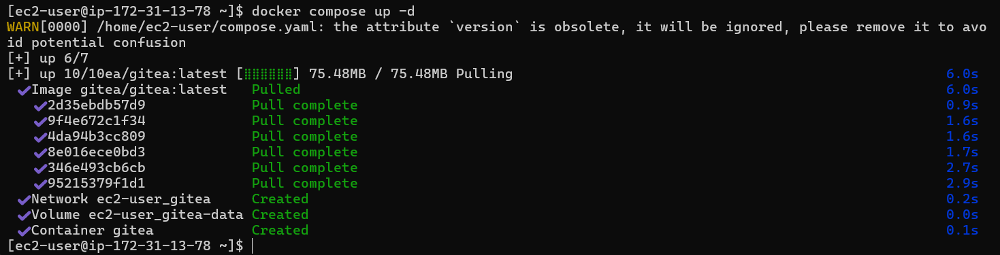 [ec2-user@ip-172-31-13-78 ~]$ docker compose up -d
WARN[0000] /home/ec2-user/compose.yaml: the attribute `version` is obsolete, it will be ignored, please remove it to avo
id potential confusion
[+] up 6/7
[+] up 10/10ea/gitea:latest [⣿⣿⣿⣿⣿⣿] 75.48MB / 75.48MB Pulling 6.0s
✔Image gitea/gitea:latest Pulled 6.0s
✔2d35ebdb57d9 Pull complete 0.9s
✔9f4e672c1f34 Pull complete 1.6s
✔4da94b3cc809 Pull complete 1.6s
✔8e016ece0bd3 Pull complete 1.7s
✔346e493cb6cb Pull complete 2.7s
✔95215379f1d1 Pull complete 2.9s
✔Network ec2-user_gitea Created 0.2s
✔Volume ec2-user_gitea-data Created 0.0s
✔Container gitea Created 0.1s
[ec2-user@ip-172-31-13-78 ~]$